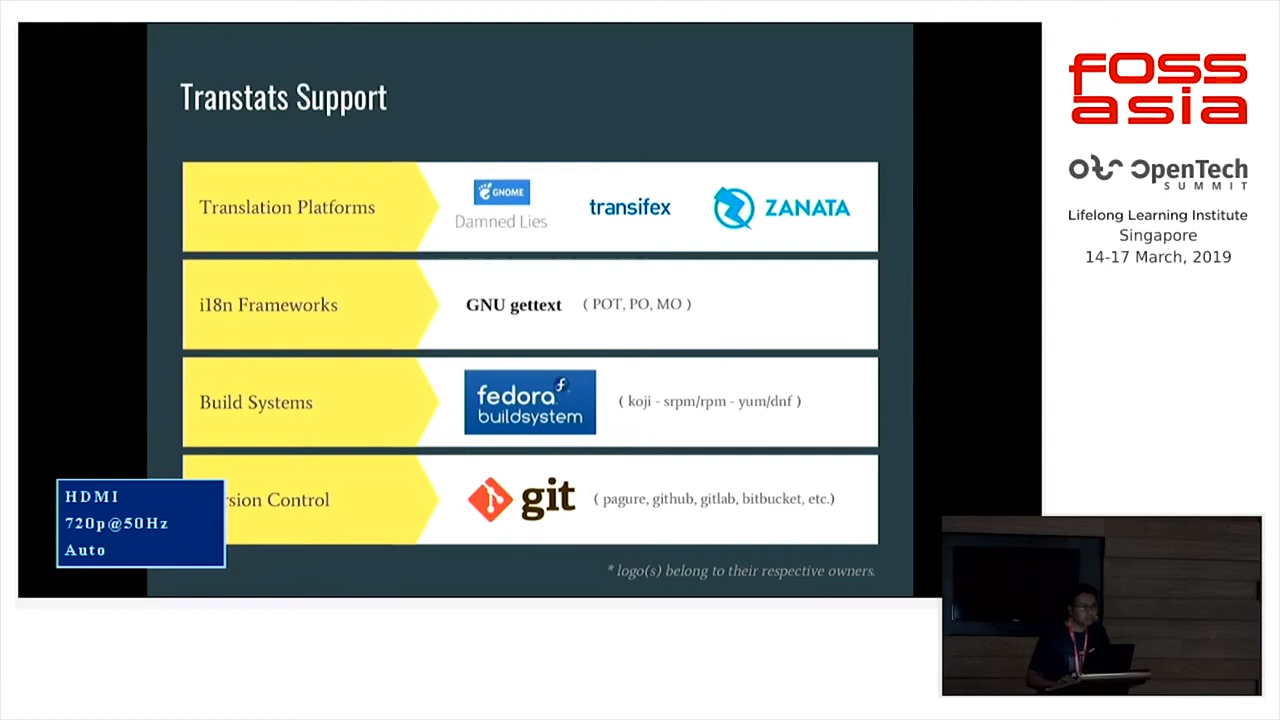 Transtats Support
Translation Platforms
GNOME
Damned Lies
transifex
ZANATA
i18n Frameworks
GNU gettext ( POT, PO, MO )
Build Systems
fedora
buildsystem
( koji - srpm/rpm - yum/dnf )
rsion Control
git ( pagure, github, gitlab, bitbucket, etc.)
* logo(s) belong to their respective owners.
HDMI
720p@50Hz
Auto
FOSS
asia
OpenTech
SUMMIT
Lifelong Learning Institute
Singapore
14-17 March, 2019